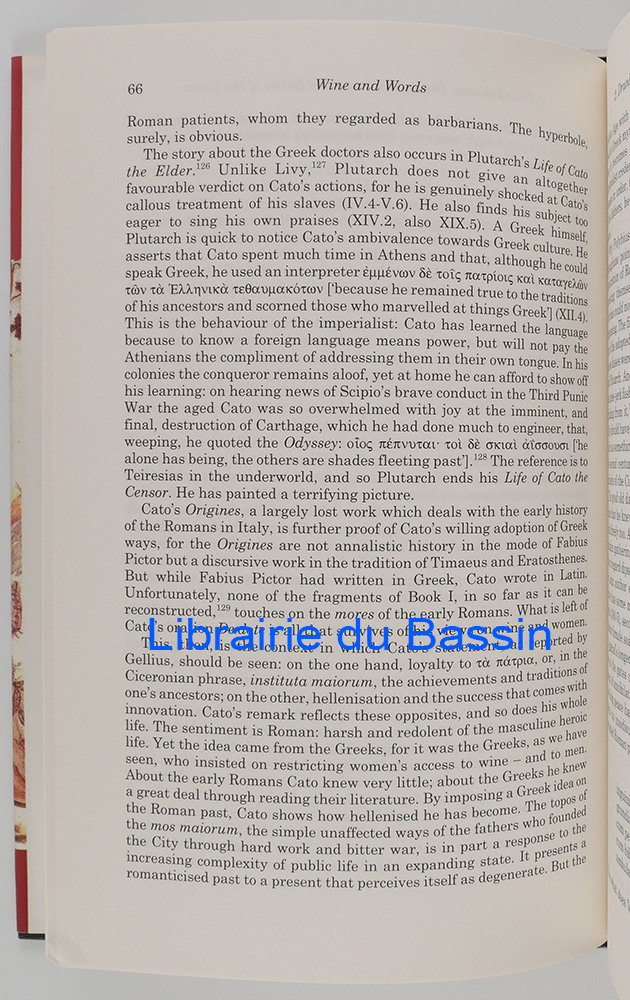 66
Wine and Words
Roman patients, whom they regarded as barbarians. The hyperbole,
surely, is obvious.
The story about the Greek doctors also occurs in Plutarch's Life of Cato
the Elder.126 Unlike Livy,127 Plutarch does not give an altogether
favourable verdict on Cato's actions, for he is genuinely shocked at Cato's
callous treatment of his slaves (IV.4-V.6). He also finds his subject too
eager to sing his own praises (XIV.2, also XIX.5). A Greek himself,
Plutarch is quick to notice Cato's ambivalence towards Greek culture. He
asserts that Cato spent much time in Athens and that, although he could
speak Greek, he used an interpreter ἐμμένων δὲ τοῖς πατρίοις καὶ καταγελῶν
τῶν τὰ Ἑλληνικὰ τεθαυμακότων ['because he remained true to the traditions
of his ancestors and scorned those who marvelled at things Greek'] (XII.4).
This is the behaviour of the imperialist: Cato has learned the language
because to know a foreign language means power, but will not pay the
Athenians the compliment of addressing them in their own tongue. In his
colonies the conqueror remains aloof, yet at home he can afford to show off
his learning: on hearing news of Scipio's brave conduct in the Third Punic
War the aged Cato was so overwhelmed with joy at the imminent, and
final, destruction of Carthage, which he had done much to engineer, that,
weeping, he quoted the Odyssey: οἶος πέπνυται· τοὶ δὲ σκιαὶ ἀΐσσουσι ['he
alone has being, the others are shades fleeting past'].128 The reference is to
Teiresias in the underworld, and so Plutarch ends his Life of Cato the
Censor. He has painted a terrifying picture.
Cato's Origines, a largely lost work which deals with the early history
of the Romans in Italy, is further proof of Cato's willing adoption of Greek
ways, for the Origines are not annalistic history in the mode of Fabius
Pictor but a discursive work in the tradition of Timaeus and Eratosthenes.
But while Fabius Pictor had written in Greek, Cato wrote in Latin.
Unfortunately, none of the fragments of Book I, in so far as it can be
reconstructed,129 touches on the mores of the early Romans. What is left of
Cato's oration De dote is all that survives of his views on wine and women.
Librairie du Bassin
This, then, is the context in which Cato's statement, as reported by
Gellius, should be seen: on the one hand, loyalty to τὰ πάτρια, or, in the
Ciceronian phrase, instituta maiorum, the achievements and traditions of
one's ancestors; on the other, hellenisation and the success that comes with
innovation. Cato's remark reflects these opposites, and so does his whole
life. The sentiment is Roman: harsh and redolent of the masculine heroic
life. Yet the idea came from the Greeks, for it was the Greeks, as we have
seen, who insisted on restricting women's access to wine – and to men.
About the early Romans Cato knew very little; about the Greeks he knew
a great deal through reading their literature. By imposing a Greek idea on
the Roman past, Cato shows how hellenised he has become. The topos of
the mos maiorum, the simple unaffected ways of the fathers who founded
the City through hard work and bitter war, is in part a response to the
increasing complexity of public life in an expanding state. It presents a
romanticised past to a present that perceives itself as degenerate. But the